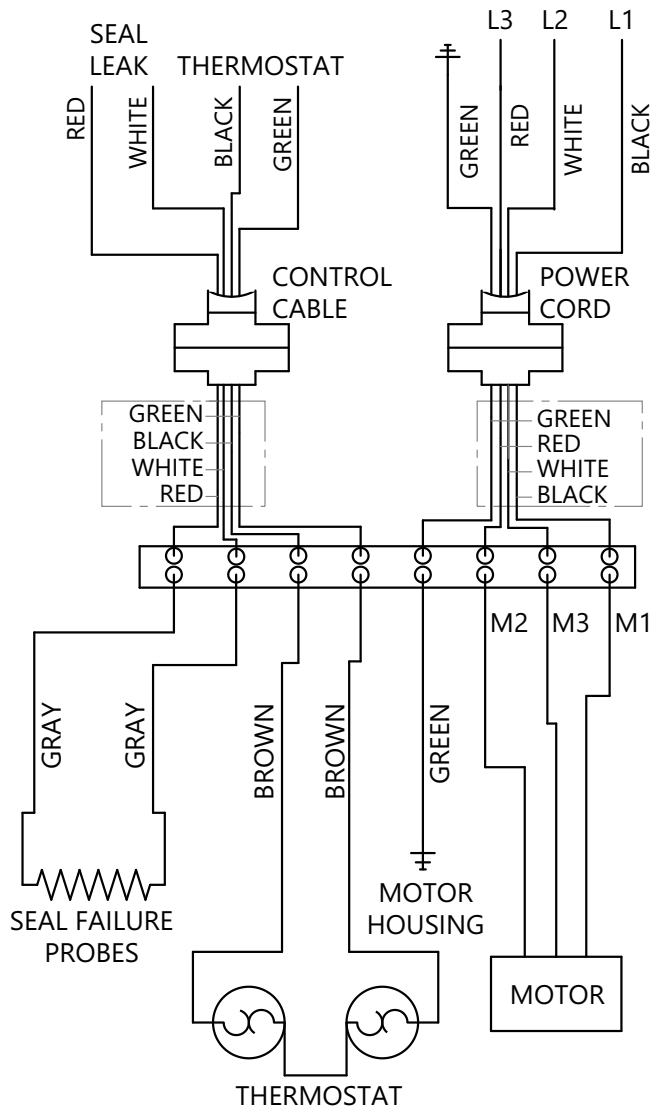 SEAL
LEAK
THERMOSTAT
RED
WHITE
BLACK
GREEN
L3
L2
L1
GREEN
RED
WHITE
BLACK
CONTROL
CABLE
POWER
CORD
GREEN
BLACK
WHITE
RED
GREEN
RED
WHITE
BLACK
M2
M3
M1
GRAY
GRAY
BROWN
BROWN
GREEN
SEAL FAILURE
PROBES
MOTOR
HOUSING
MOTOR
THERMOSTAT